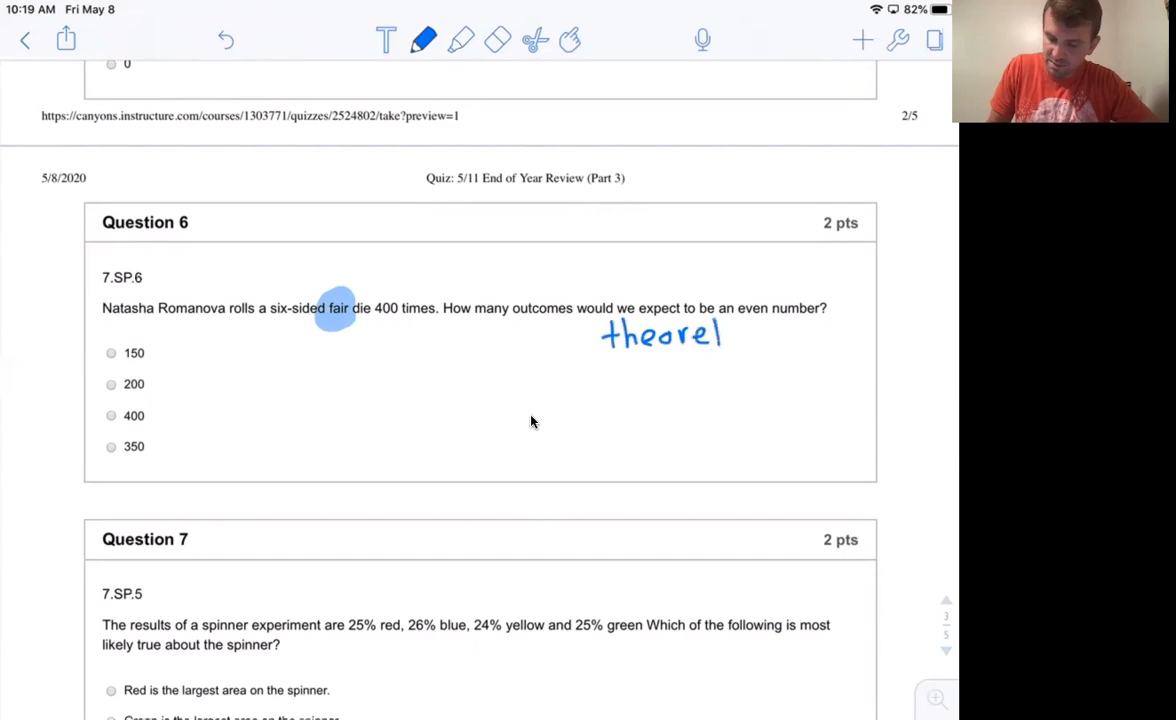 10:19 AM Fri May 8
82%
0
https://canyons.instructure.com/courses/1303771/quizzes/2524802/take?preview=1
2/5
5/8/2020
Quiz: 5/11 End of Year Review (Part 3)
Question 6
2 pts
7.SP.6
Natasha Romanova rolls a six-sided fair die 400 times. How many outcomes would we expect to be an even number?
theorel
150
200
400
350
Question 7
2 pts
7.SP.5
The results of a spinner experiment are 25% red, 26% blue, 24% yellow and 25% green Which of the following is most
likely true about the spinner?
Red is the largest area on the spinner.
3
5